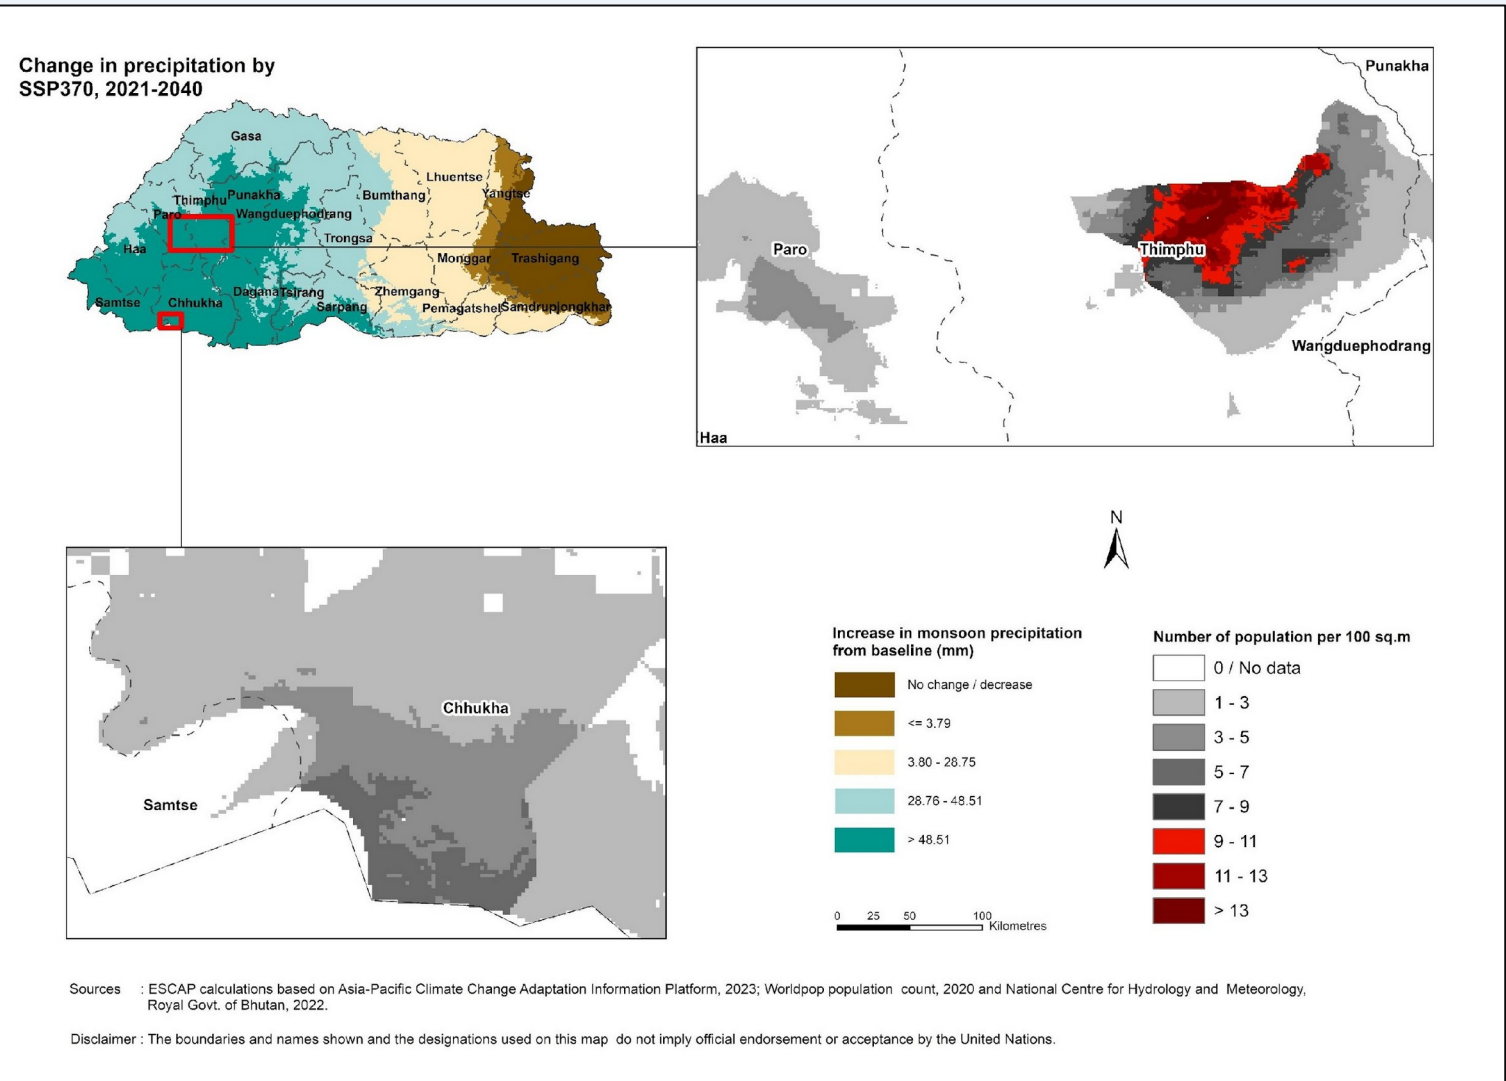 Change in precipitation by
SSP370, 2021-2040
Gasa
Lhuentse
Thimphu
Punakha
Bumthang
Yangtse
Paro
Wangduephodrang
Haa
Trongsa
Monggar
Trashigang
Samtse
Chhukha
Dagana
Tsirang
Sarpang
Zhemgang
Pemagatshel
Sandrupjongkhar
Punakha
Paro
Thimphu
Wangduephodrang
Haa
Chhukha
Samtse
N
Increase in monsoon precipitation
from baseline (mm)
No change / decrease
<= 3.79
3.80 - 28.75
28.76 - 48.51
> 48.51
0 25 50 100
Kilometres
Number of population per 100 sq.m
0 / No data
1 - 3
3 - 5
5 - 7
7 - 9
9 - 11
11 - 13
> 13
Sources : ESCAP calculations based on Asia-Pacific Climate Change Adaptation Information Platform, 2023; Worldpop population count, 2020 and National Centre for Hydrology and Meteorology,
Royal Govt. of Bhutan, 2022.
Disclaimer : The boundaries and names shown and the designations used on this map do not imply official endorsement or acceptance by the United Nations.